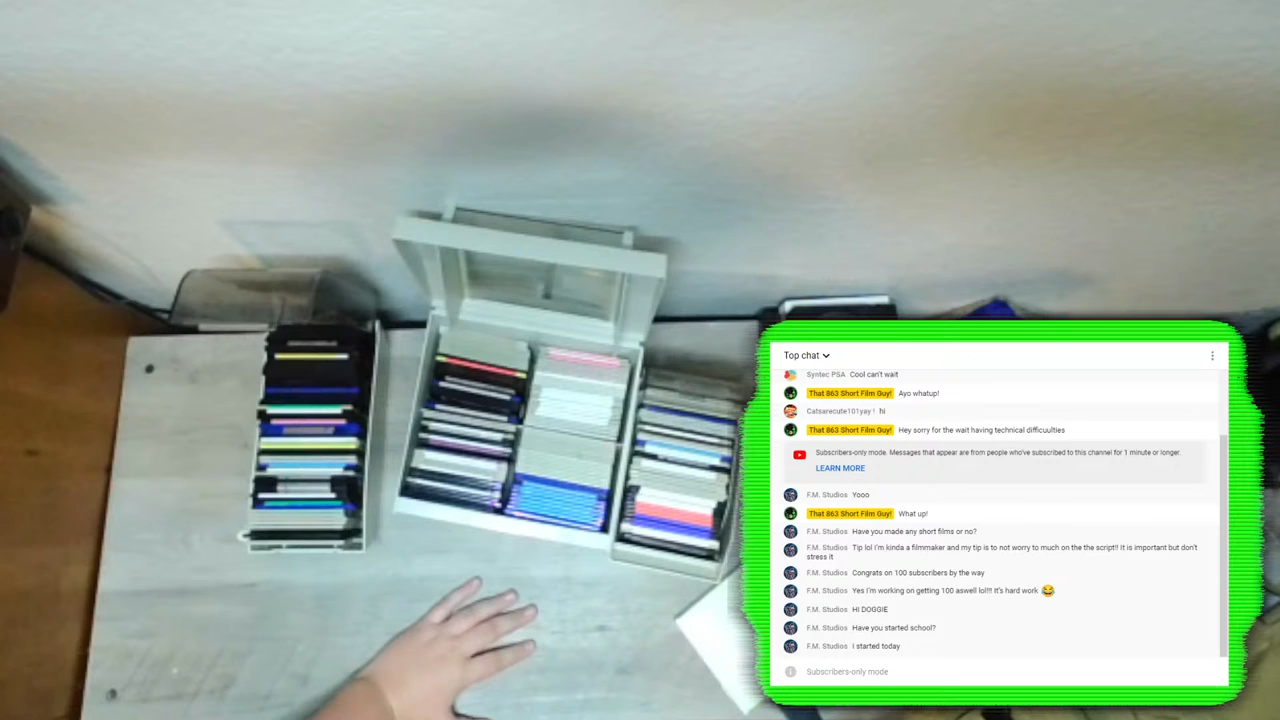 Top chat
Syntec PSA Cool can't wait
That 863 Short Film Guy! Ayo whatup!
Catsarecute101yay ! hi
That 863 Short Film Guy! Hey sorry for the wait having technical difficuulties
Subscribers-only mode. Messages that appear are from people who've subscribed to this channel for 1 minute or longer.
LEARN MORE
F.M. Studios Yooo
That 863 Short Film Guy! What up!
F.M. Studios Have you made any short films or no?
F.M. Studios Tip lol I'm kinda a filmmaker and my tip is to not worry to much on the the script!! It is important but don't
stress it
F.M. Studios Congrats on 100 subscribers by the way
F.M. Studios Yes I'm working on getting 100 aswell lol!!! It's hard work 😂
F.M. Studios HI DOGGIE
F.M. Studios Have you started school?
F.M. Studios I started today
Subscribers-only mode